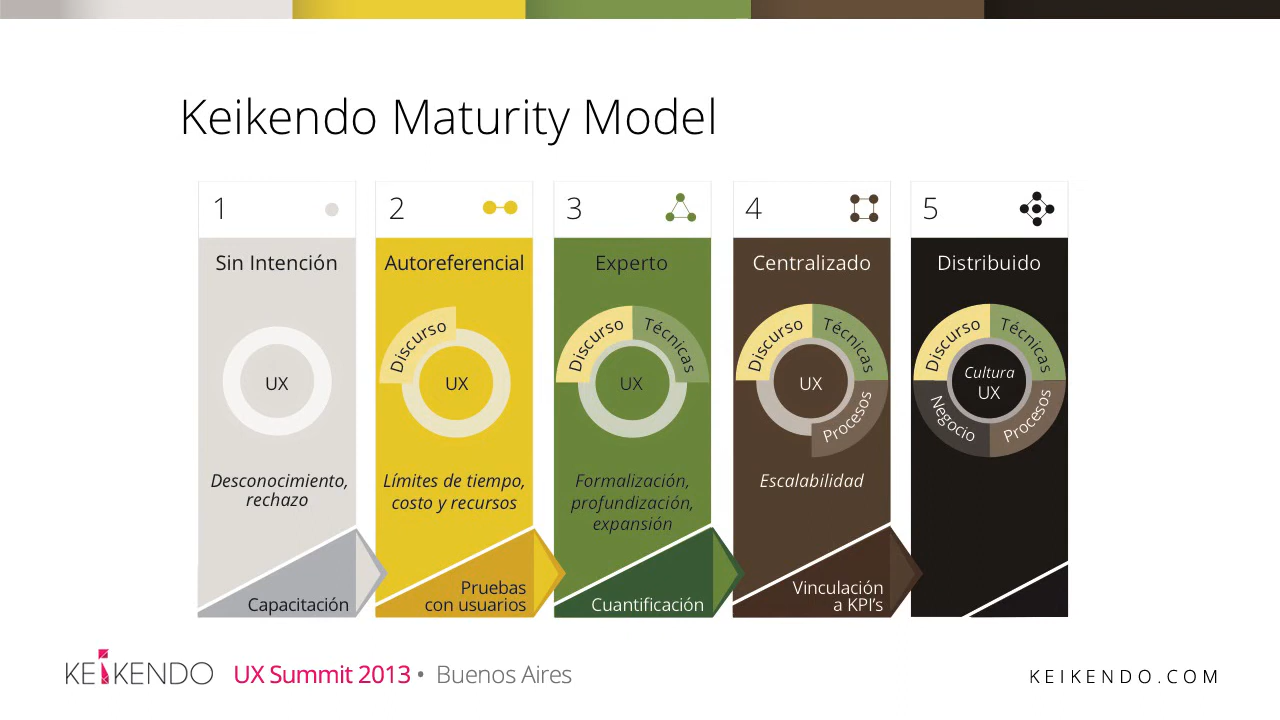 Keikendo Maturity Model
1
Sin Intención
UX
Desconocimiento,
rechazo
Capacitación
2
Autoreferencial
Discurso
UX
Límites de tiempo,
costo y recursos
Pruebas
con usuarios
3
Experto
Discurso
Técnicas
UX
Formalización,
profundización,
expansión
Cuantificación
4
Centralizado
Discurso
Técnicas
UX
Procesos
Escalabilidad
Vinculación
a KPI's
5
Distribuido
Discurso
Técnicas
Cultura
UX
Negocio
Procesos
KEIKENDO UX Summit 2013 • Buenos Aires
KEIKENDO.COM